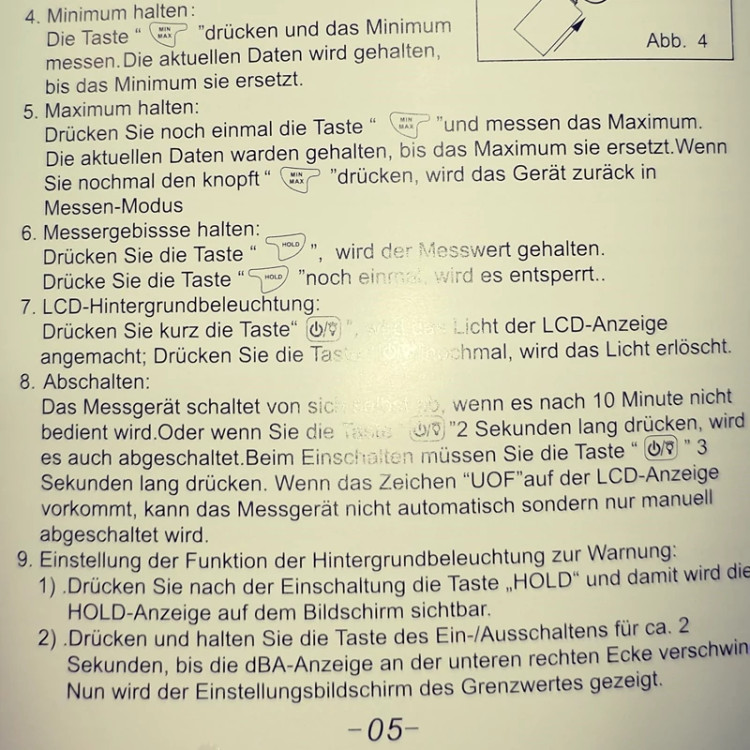 4. Minimum halten:
Abb. 4
Die Taste “ MIN MAX ”drücken und das Minimum
messen.Die aktuellen Daten wird gehalten,
bis das Minimum sie ersetzt.
5. Maximum halten:
Drücken Sie noch einmal die Taste “ MIN MAX ”und messen das Maximum.
Die aktuellen Daten warden gehalten, bis das Maximum sie ersetzt.Wenn
Sie nochmal den knopft “ MIN MAX ”drücken, wird das Gerät zuräck in
Messen-Modus
6. Messergebissse halten:
Drücken Sie die Taste “ HOLD ”, wird der Messwert gehalten.
Drücke Sie die Taste “ HOLD ”noch einmal, wird es entsperrt..
7. LCD-Hintergrundbeleuchtung:
Drücken Sie kurz die Taste“ ”, wird das Licht der LCD-Anzeige
angemacht; Drücken Sie die Taste nochmal, wird das Licht erlöscht.
8. Abschalten:
Das Messgerät schaltet von sich selbst ab, wenn es nach 10 Minute nicht
bedient wird.Oder wenn Sie die Taste “ ”2 Sekunden lang drücken, wird
es auch abgeschaltet.Beim Einschalten müssen Sie die Taste “ ” 3
Sekunden lang drücken. Wenn das Zeichen “UOF”auf der LCD-Anzeige
vorkommt, kann das Messgerät nicht automatisch sondern nur manuell
abgeschaltet wird.
9. Einstellung der Funktion der Hintergrundbeleuchtung zur Warnung:
1) .Drücken Sie nach der Einschaltung die Taste „HOLD“ und damit wird die
HOLD-Anzeige auf dem Bildschirm sichtbar.
2) .Drücken und halten Sie die Taste des Ein-/Ausschaltens für ca. 2
Sekunden, bis die dBA-Anzeige an der unteren rechten Ecke verschwin
Nun wird der Einstellungsbildschirm des Grenzwertes gezeigt.
-05-